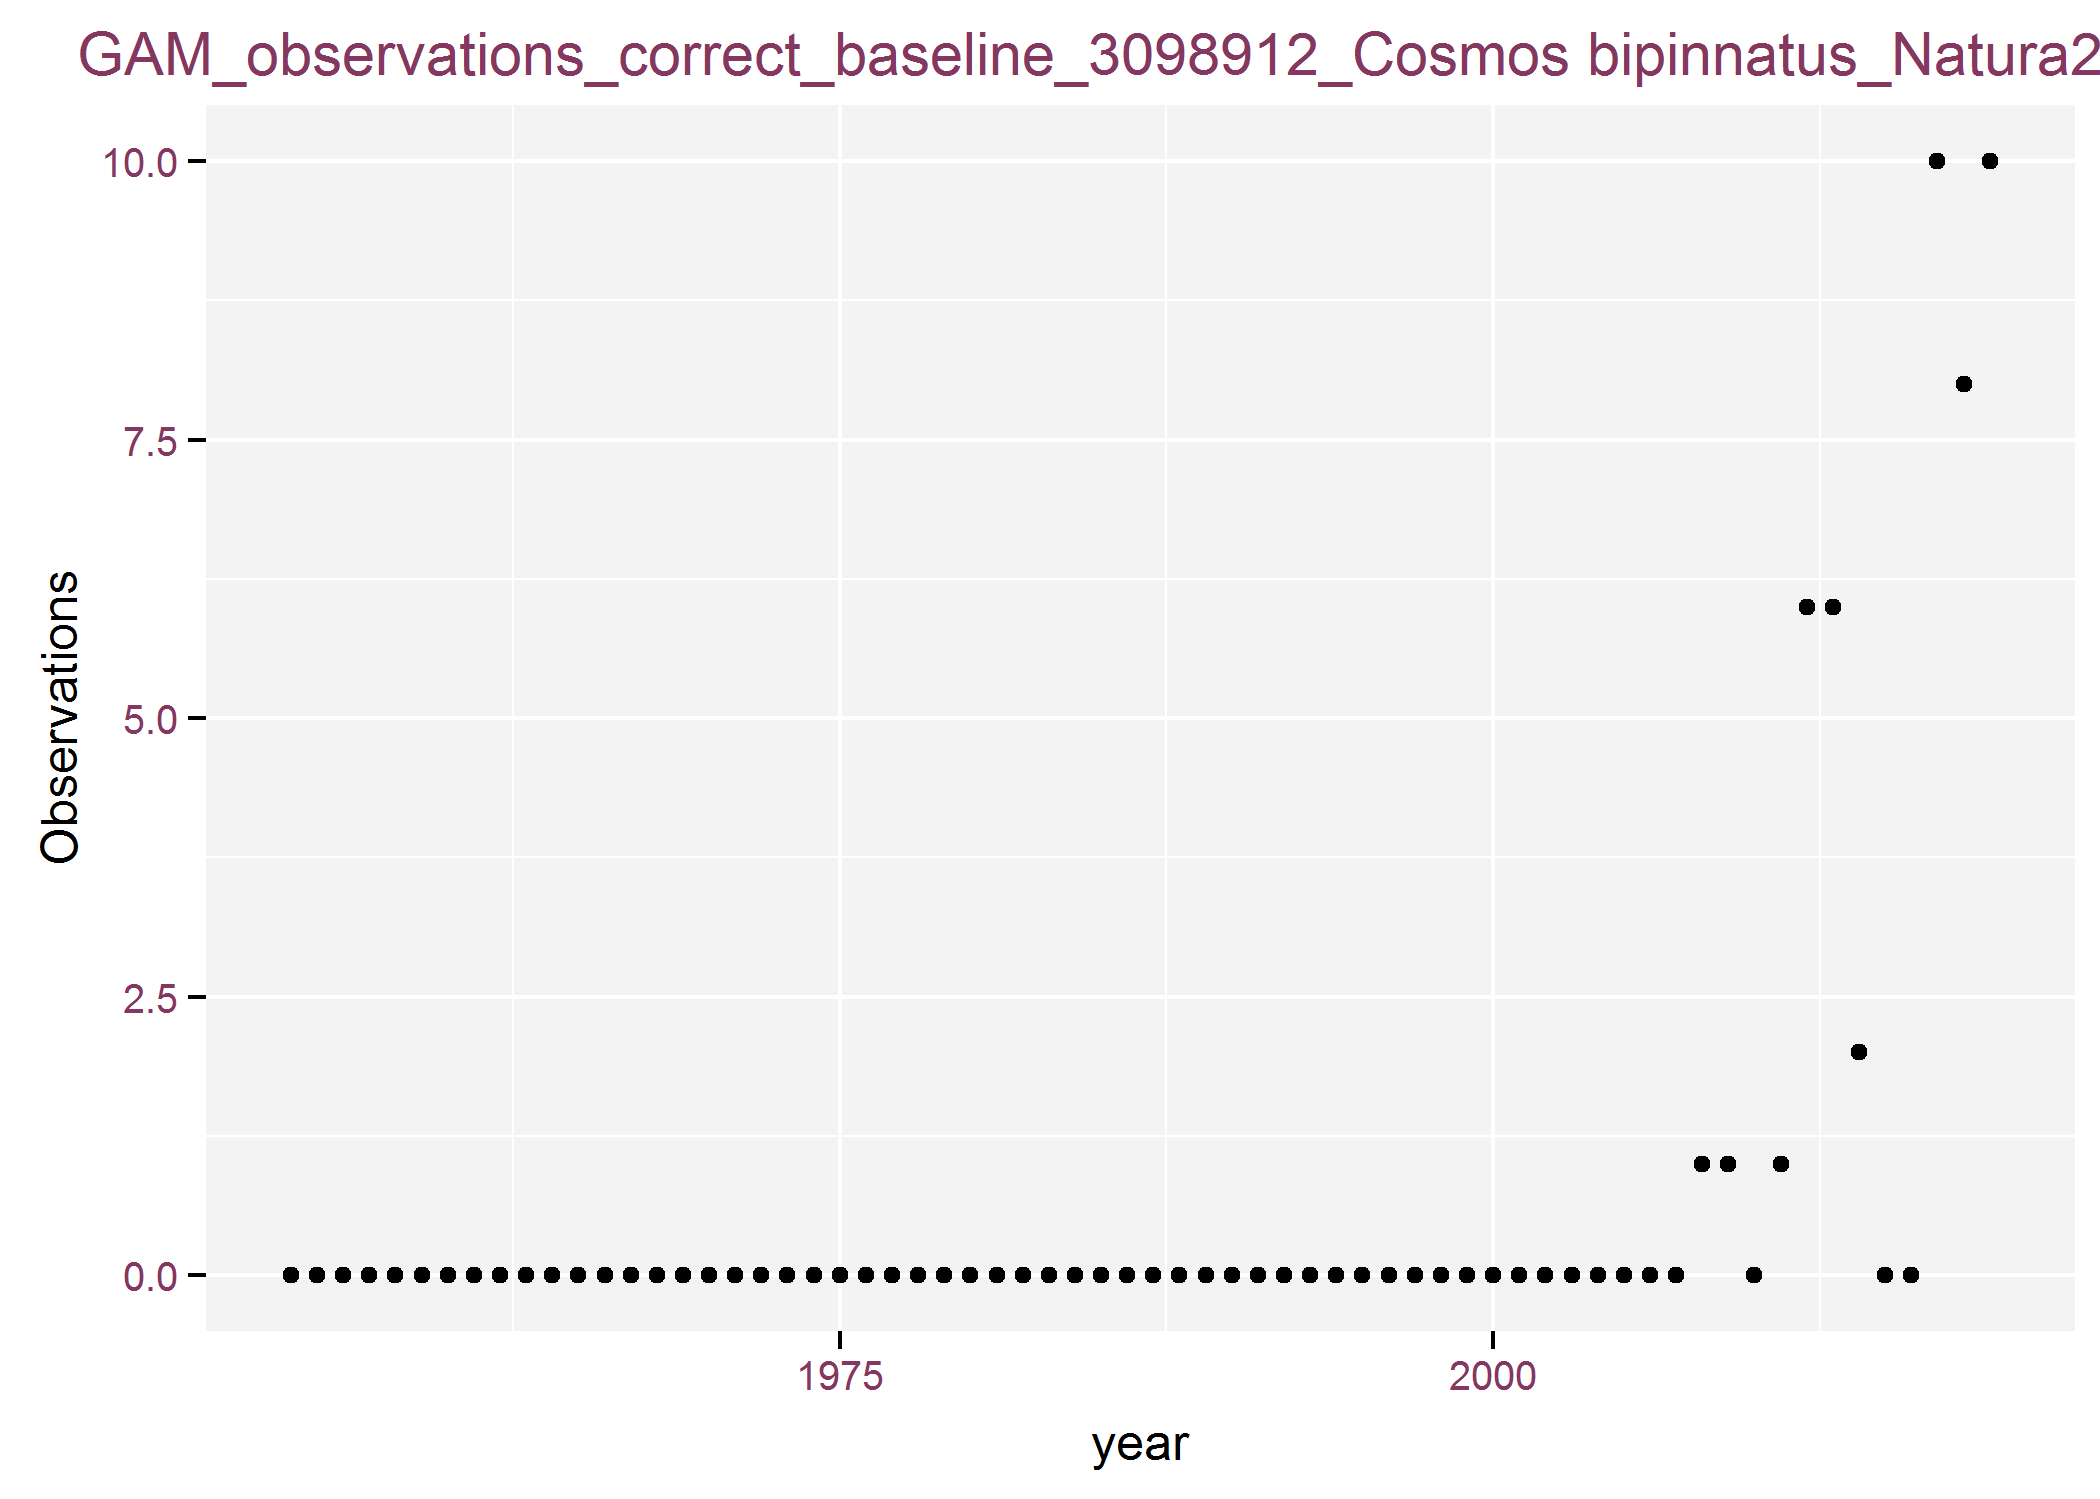 GAM_observations_correct_baseline_3098912_Cosmos bipinnatus_Natura2
10.0
7.5
5.0
2.5
0.0
Observations
1975
2000
year